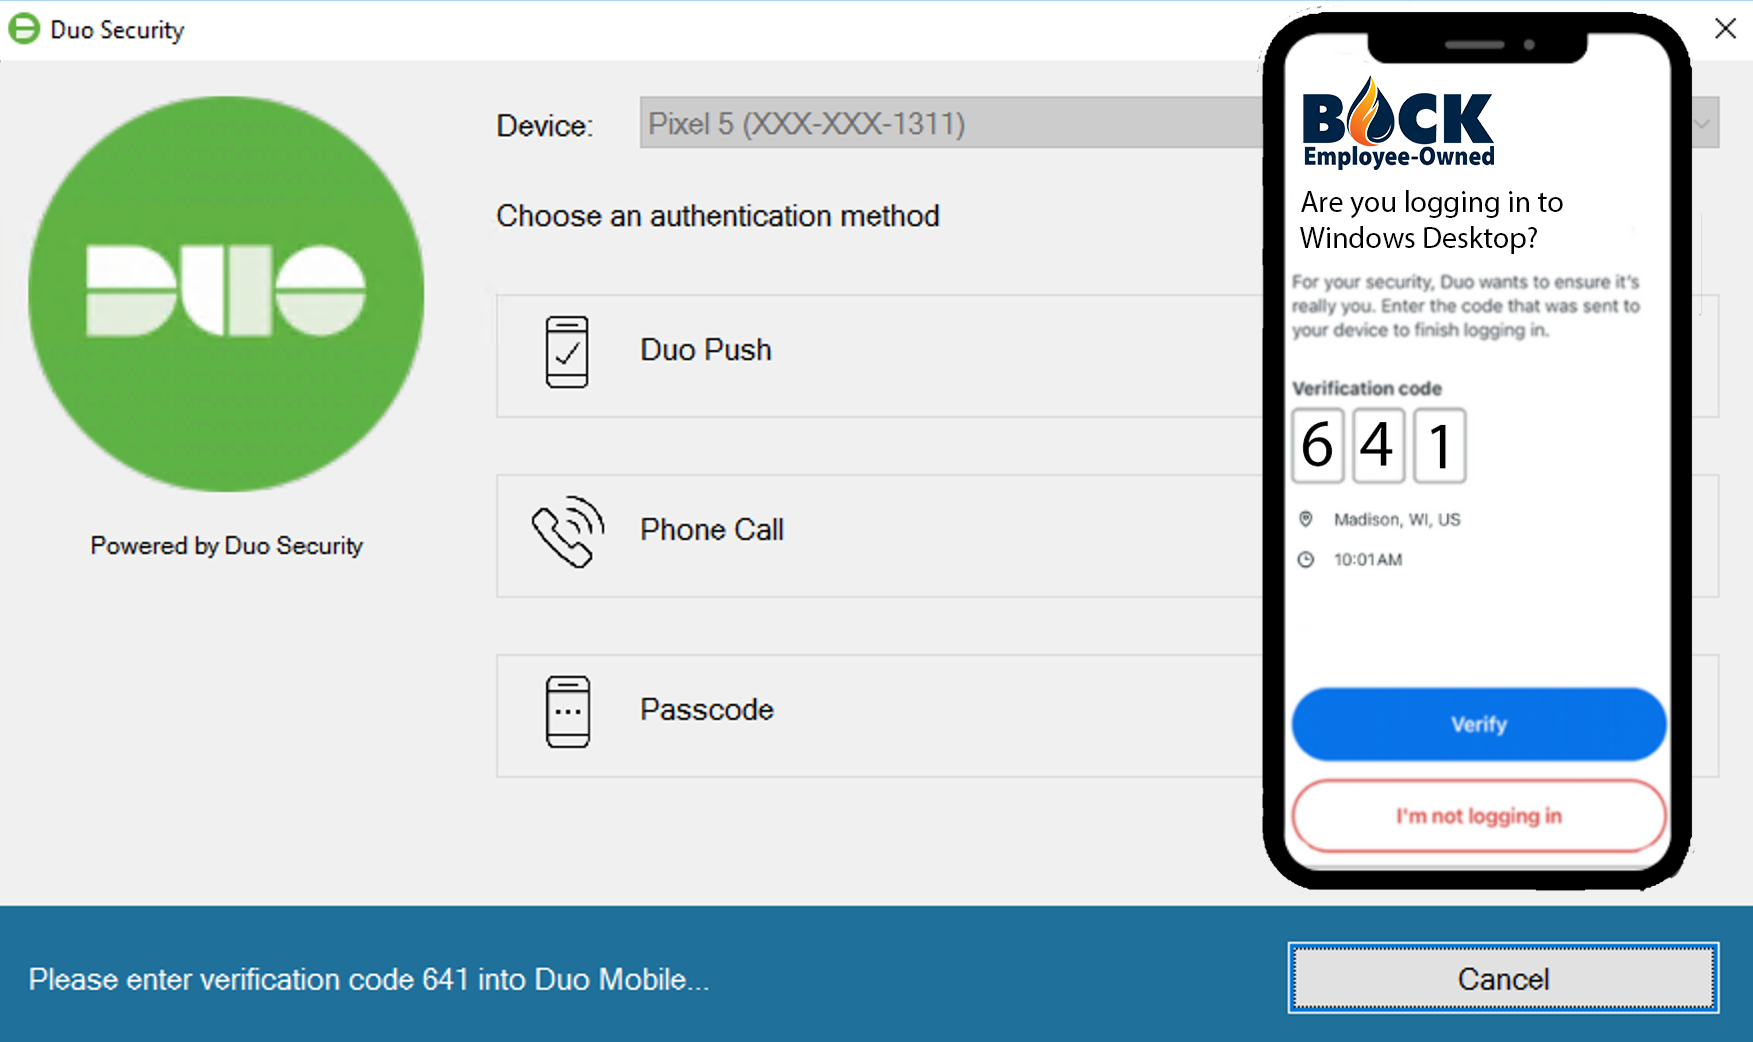 Duo Security
DUO
Powered by Duo Security
Device:
Pixel 5 (XXX-XXX-1311)
Choose an authentication method
Duo Push
Phone Call
Passcode
BOCK
Employee-Owned
Are you logging in to
Windows Desktop?
For your security, Duo wants to ensure it's
really you. Enter the code that was sent to
your device to finish logging in.
Verification code
6 4 1
Madison, WI, US
10:01AM
Verify
I'm not logging in
Please enter verification code 641 into Duo Mobile...
Cancel